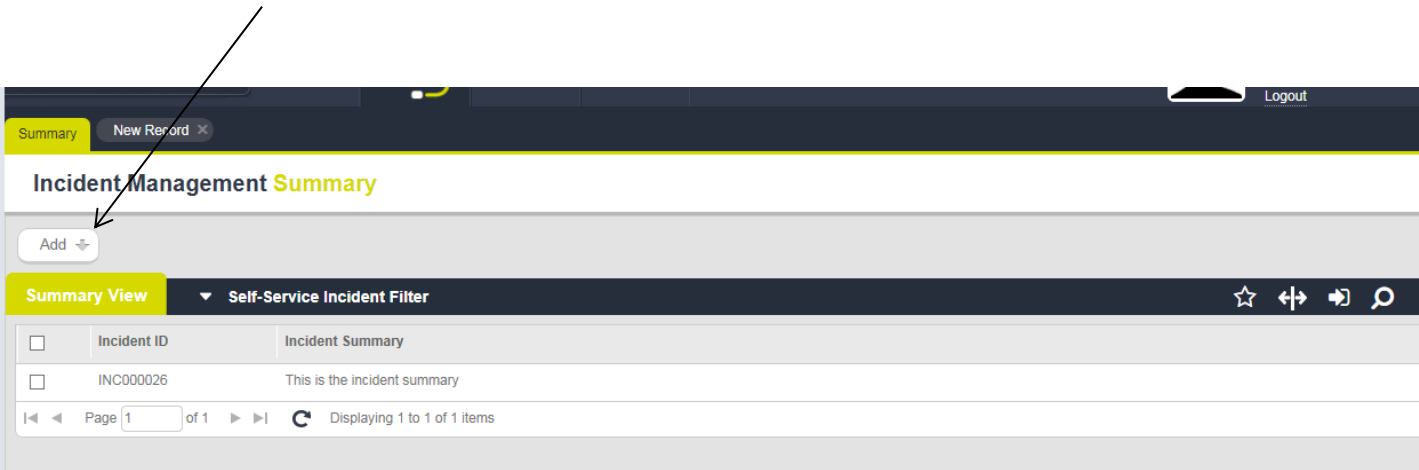 Logout
Summary New Record
Incident Management Summary
Add
Summary View Self-Service Incident Filter
Incident ID Incident Summary
INC000026 This is the incident summary
Page 1 of 1 Displaying 1 to 1 of 1 items